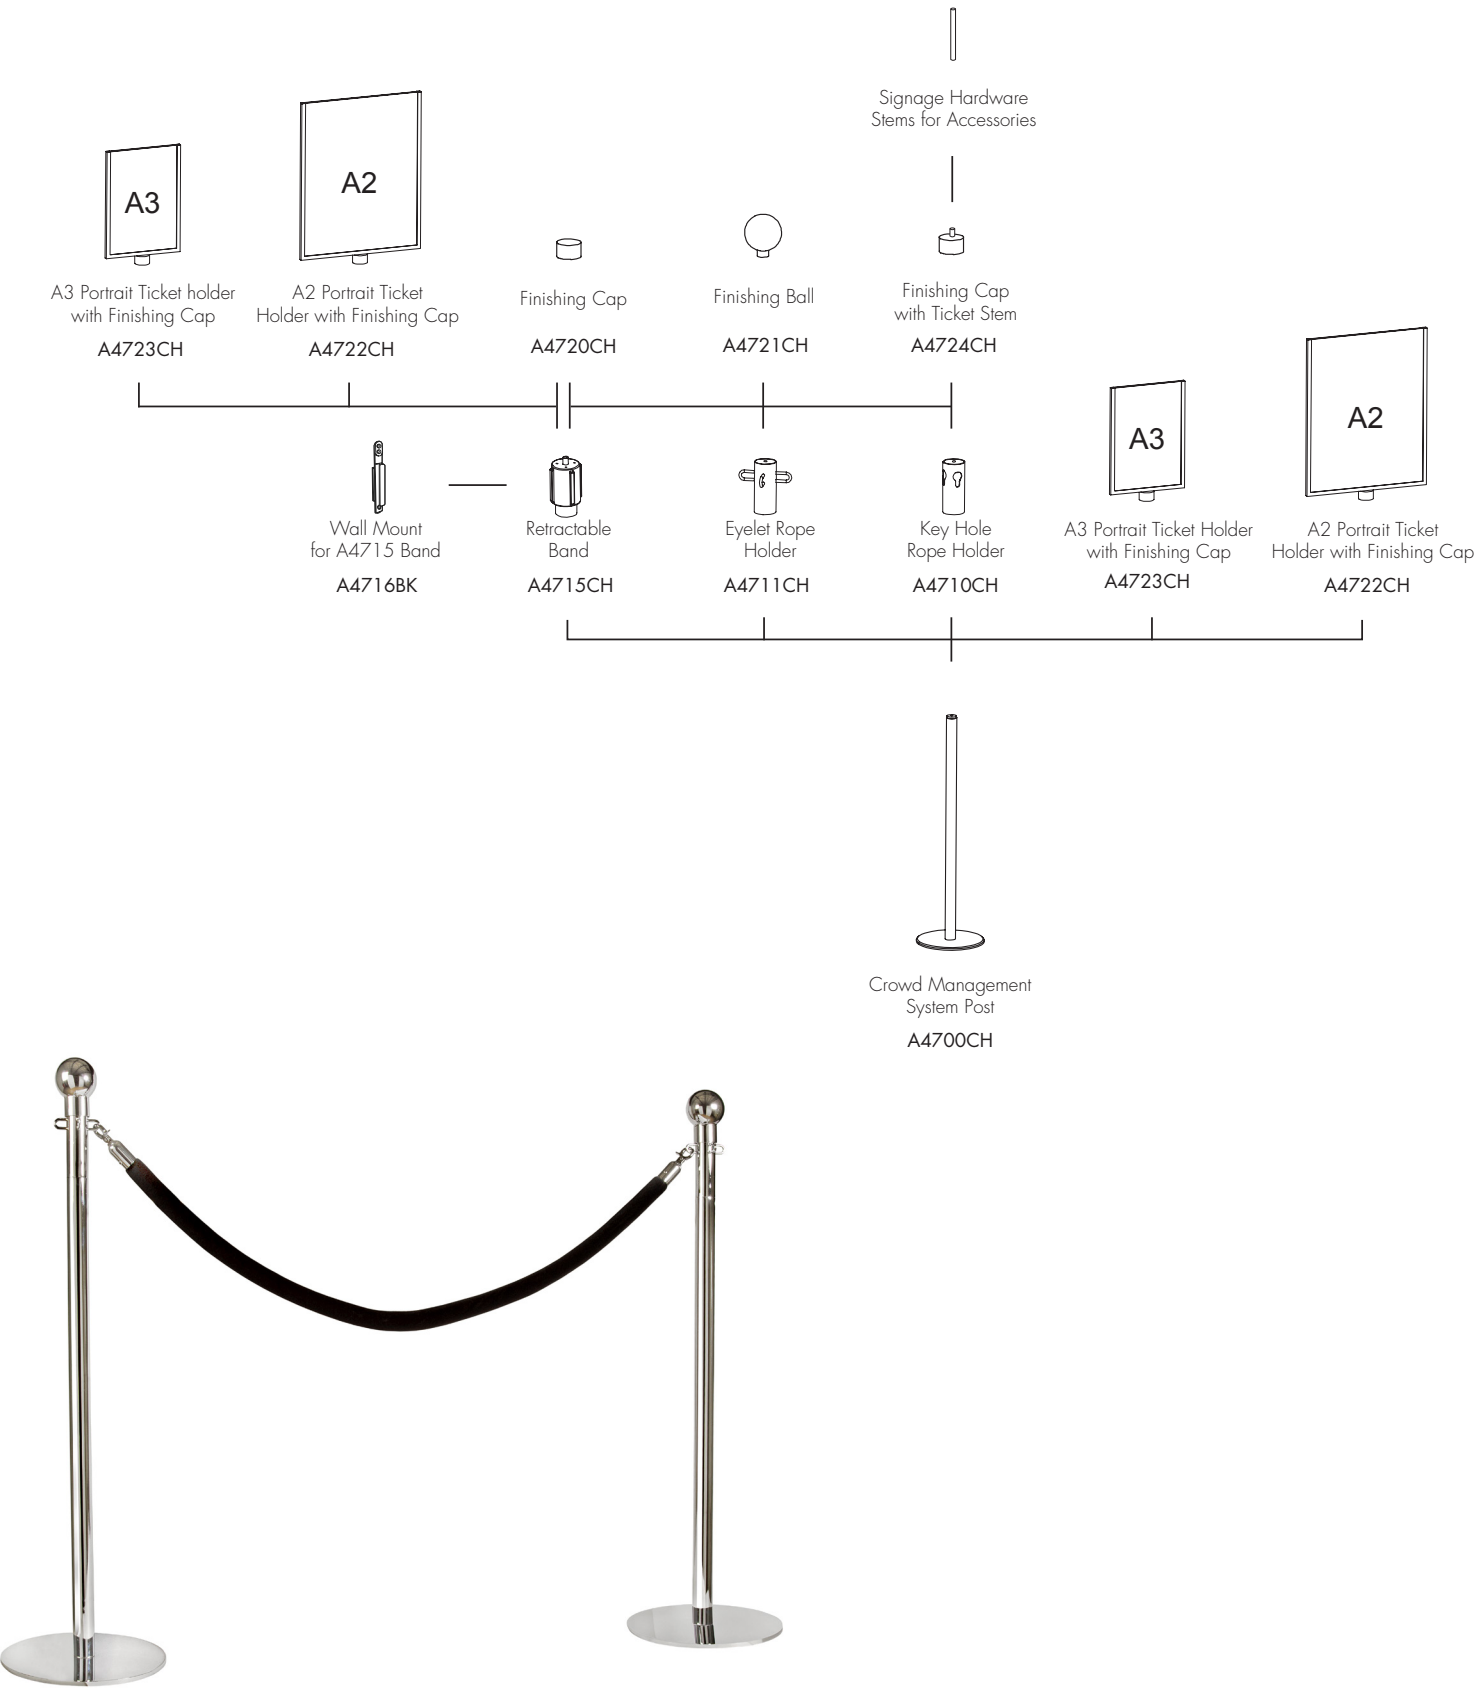 Signage Hardware
Stems for Accessories
A3
A2
A3 Portrait Ticket holder
with Finishing Cap
A4723CH
A2 Portrait Ticket
Holder with Finishing Cap
A4722CH
Finishing Cap
A4720CH
Finishing Ball
A4721CH
Finishing Cap
with Ticket Stem
A4724CH
Wall Mount
for A4715 Band
A4716BK
Retractable
Band
A4715CH
Eyelet Rope
Holder
A4711CH
Key Hole
Rope Holder
A4710CH
A3
A3 Portrait Ticket Holder
with Finishing Cap
A4723CH
A2
A2 Portrait Ticket
Holder with Finishing Cap
A4722CH
Crowd Management
System Post
A4700CH